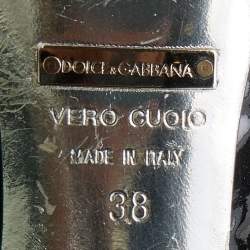 DOLCE & GABBANA
VERO CUOIO
MADE IN ITALY
38